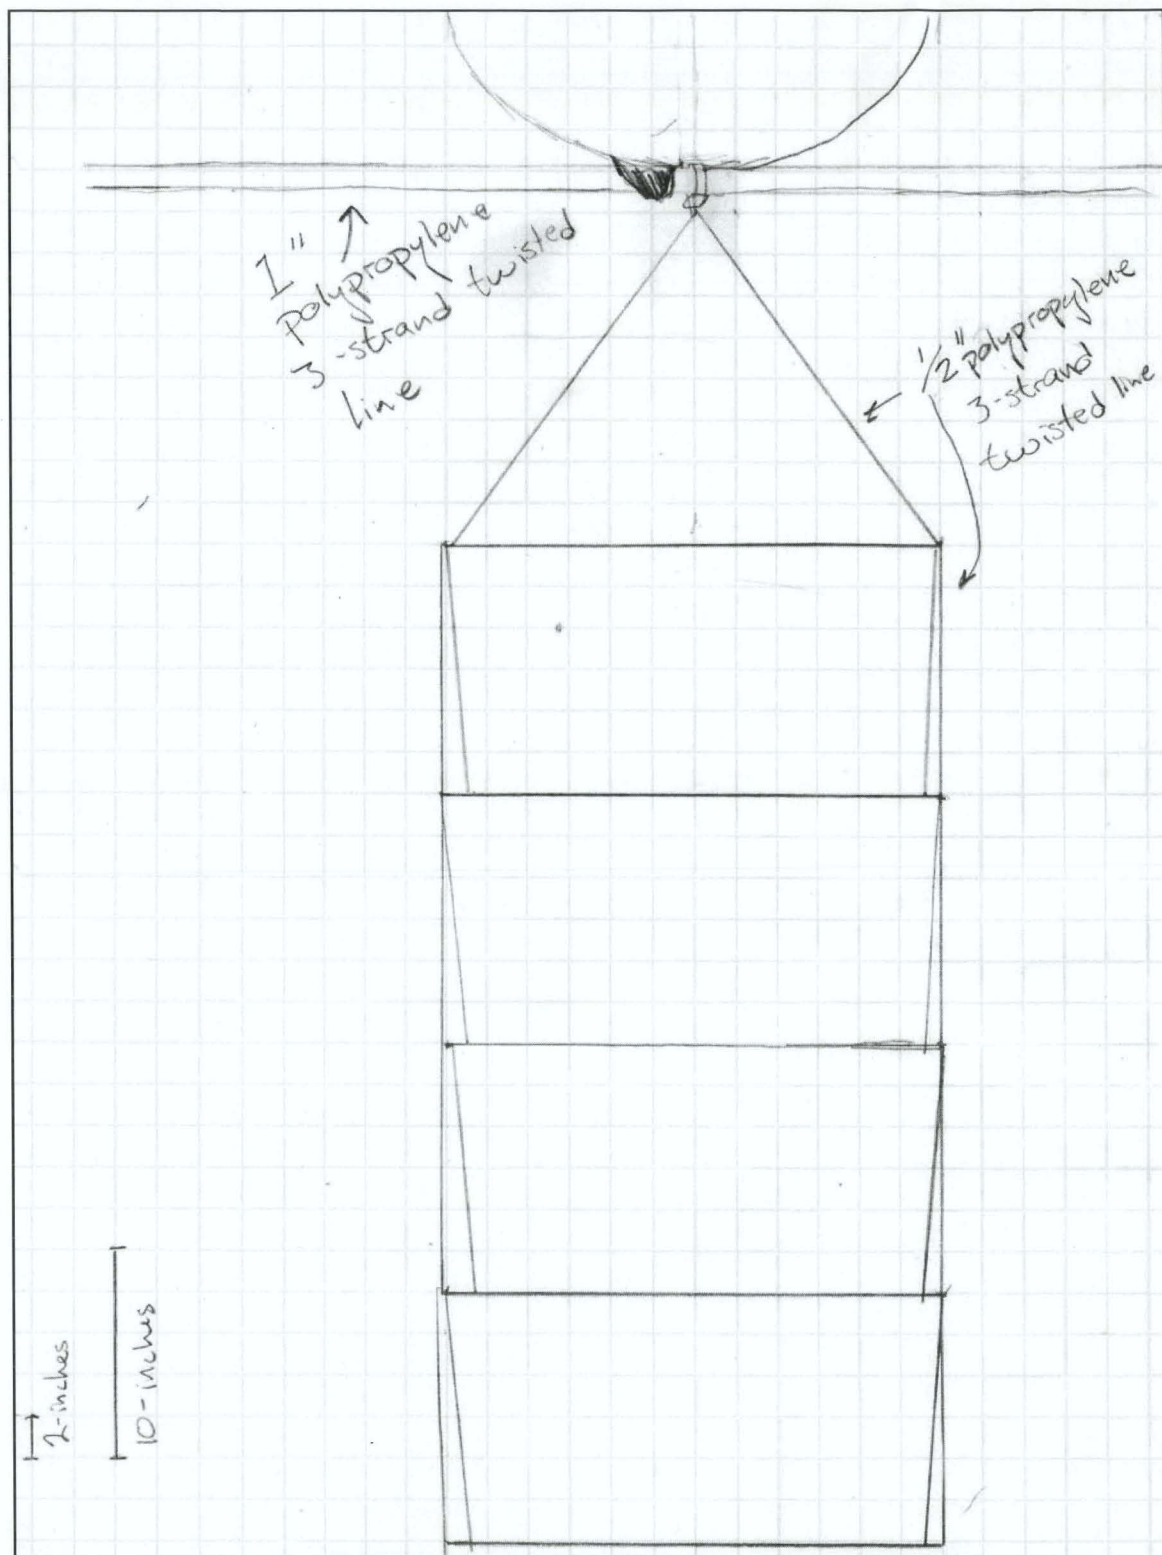 1"
polypropylene
3-strand twisted
line
1/2" polypropylene
3-strand
twisted line
2-inches
10-inches